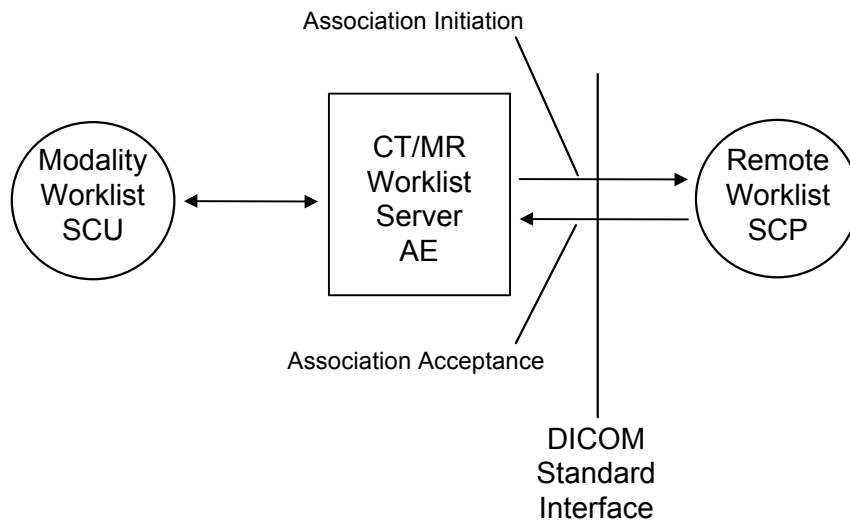 Association Initiation
Modality
Worklist
SCU
CT/MR
Worklist
Server
AE
Remote
Worklist
SCP
Association Acceptance
DICOM
Standard
Interface